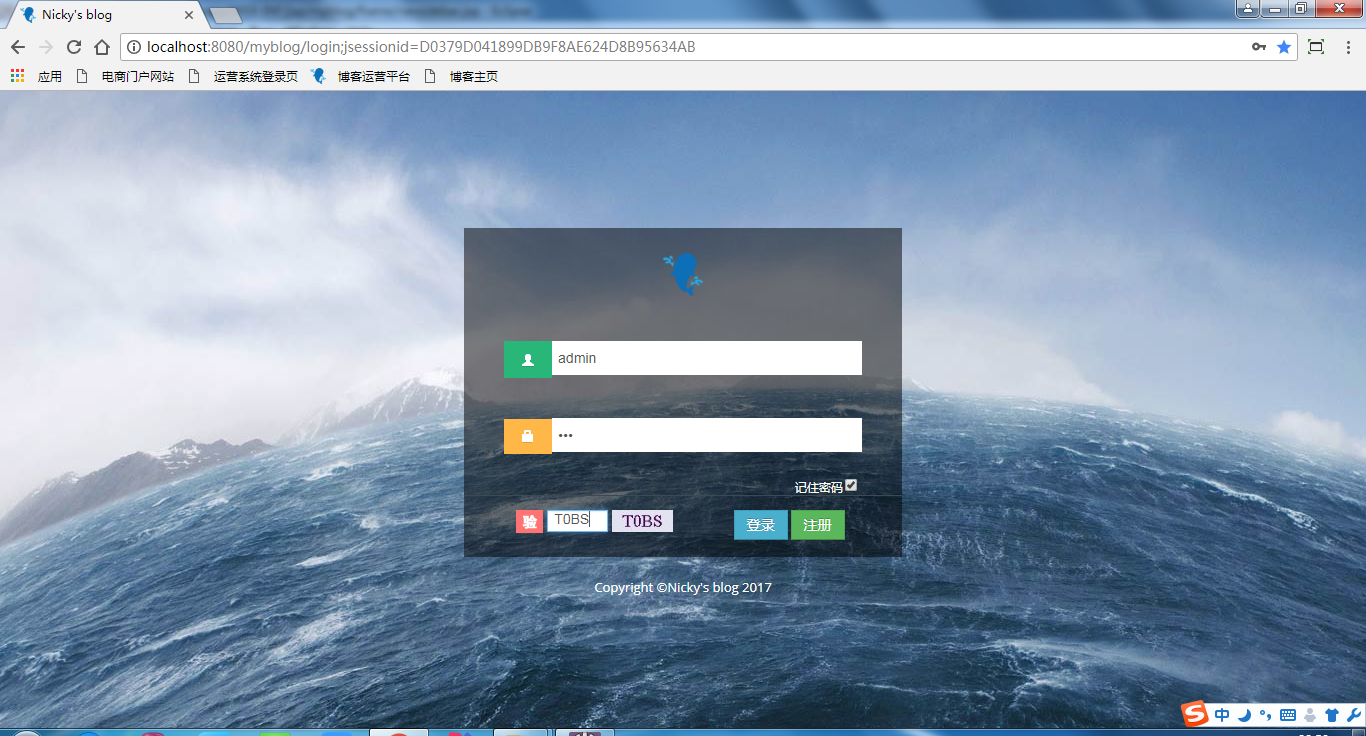 Nicky's blog
localhost:8080/myblog/login;jsessionid=D0379D041899DB9F8AE624D8B95634AB
应用 电商门户网站 运营系统登录页 博客运营平台 博客主页
admin
•••
记住密码
验 T0BS T0BS 登录 注册
Copyright ©Nicky's blog 2017
S 中